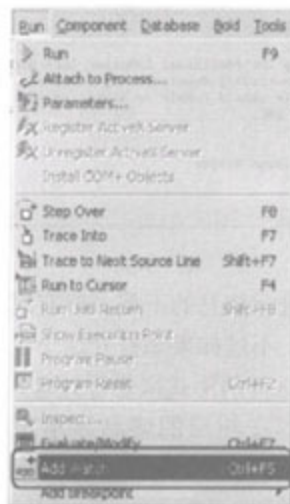 Run Component Database Bold Tools
Run F9
Attach to Process...
Parameters...
Register ActiveX Server
Unregister ActiveX Server
Install COM+ Objects
Step Over F8
Trace Into F7
Trace to Next Source Line Shift+F7
Run to Cursor F4
Run Until Return Shift+F8
Show Execution Point
Program Pause
Program Reset Ctrl+F2
Inspect...
Evaluate/Modify Ctrl+F7
Add Watch Ctrl+F5
Add Breakpoint